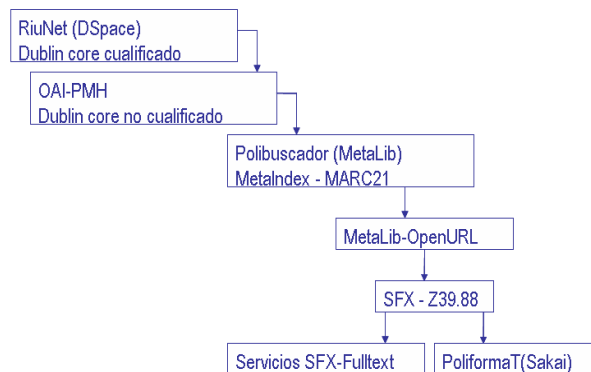 RiuNet (DSpace)
Dublin core cualificado
OAI-PMH
Dublin core no cualificado
Polibuscador (MetaLib)
MetaIndex - MARC21
MetaLib-OpenURL
SFX - Z39.88
Servicios SFX-Fulltext
PoliformaT(Sakai)